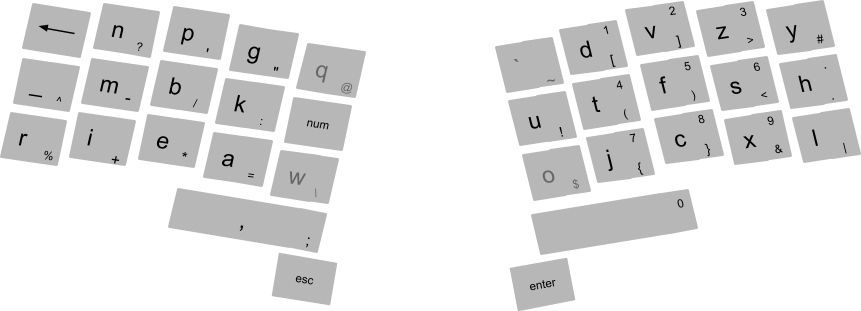 ← n ? p ' g " q @
_ ^ m - b / k : num
r % i + e * a = w \
, ;
esc
` ~ d 1 [ v 2 ] z 3 > y #
u ! t 4 ( f 5 ) s 6 < h · .
o $ j 7 { c 8 } x 9 & l |
0
enter